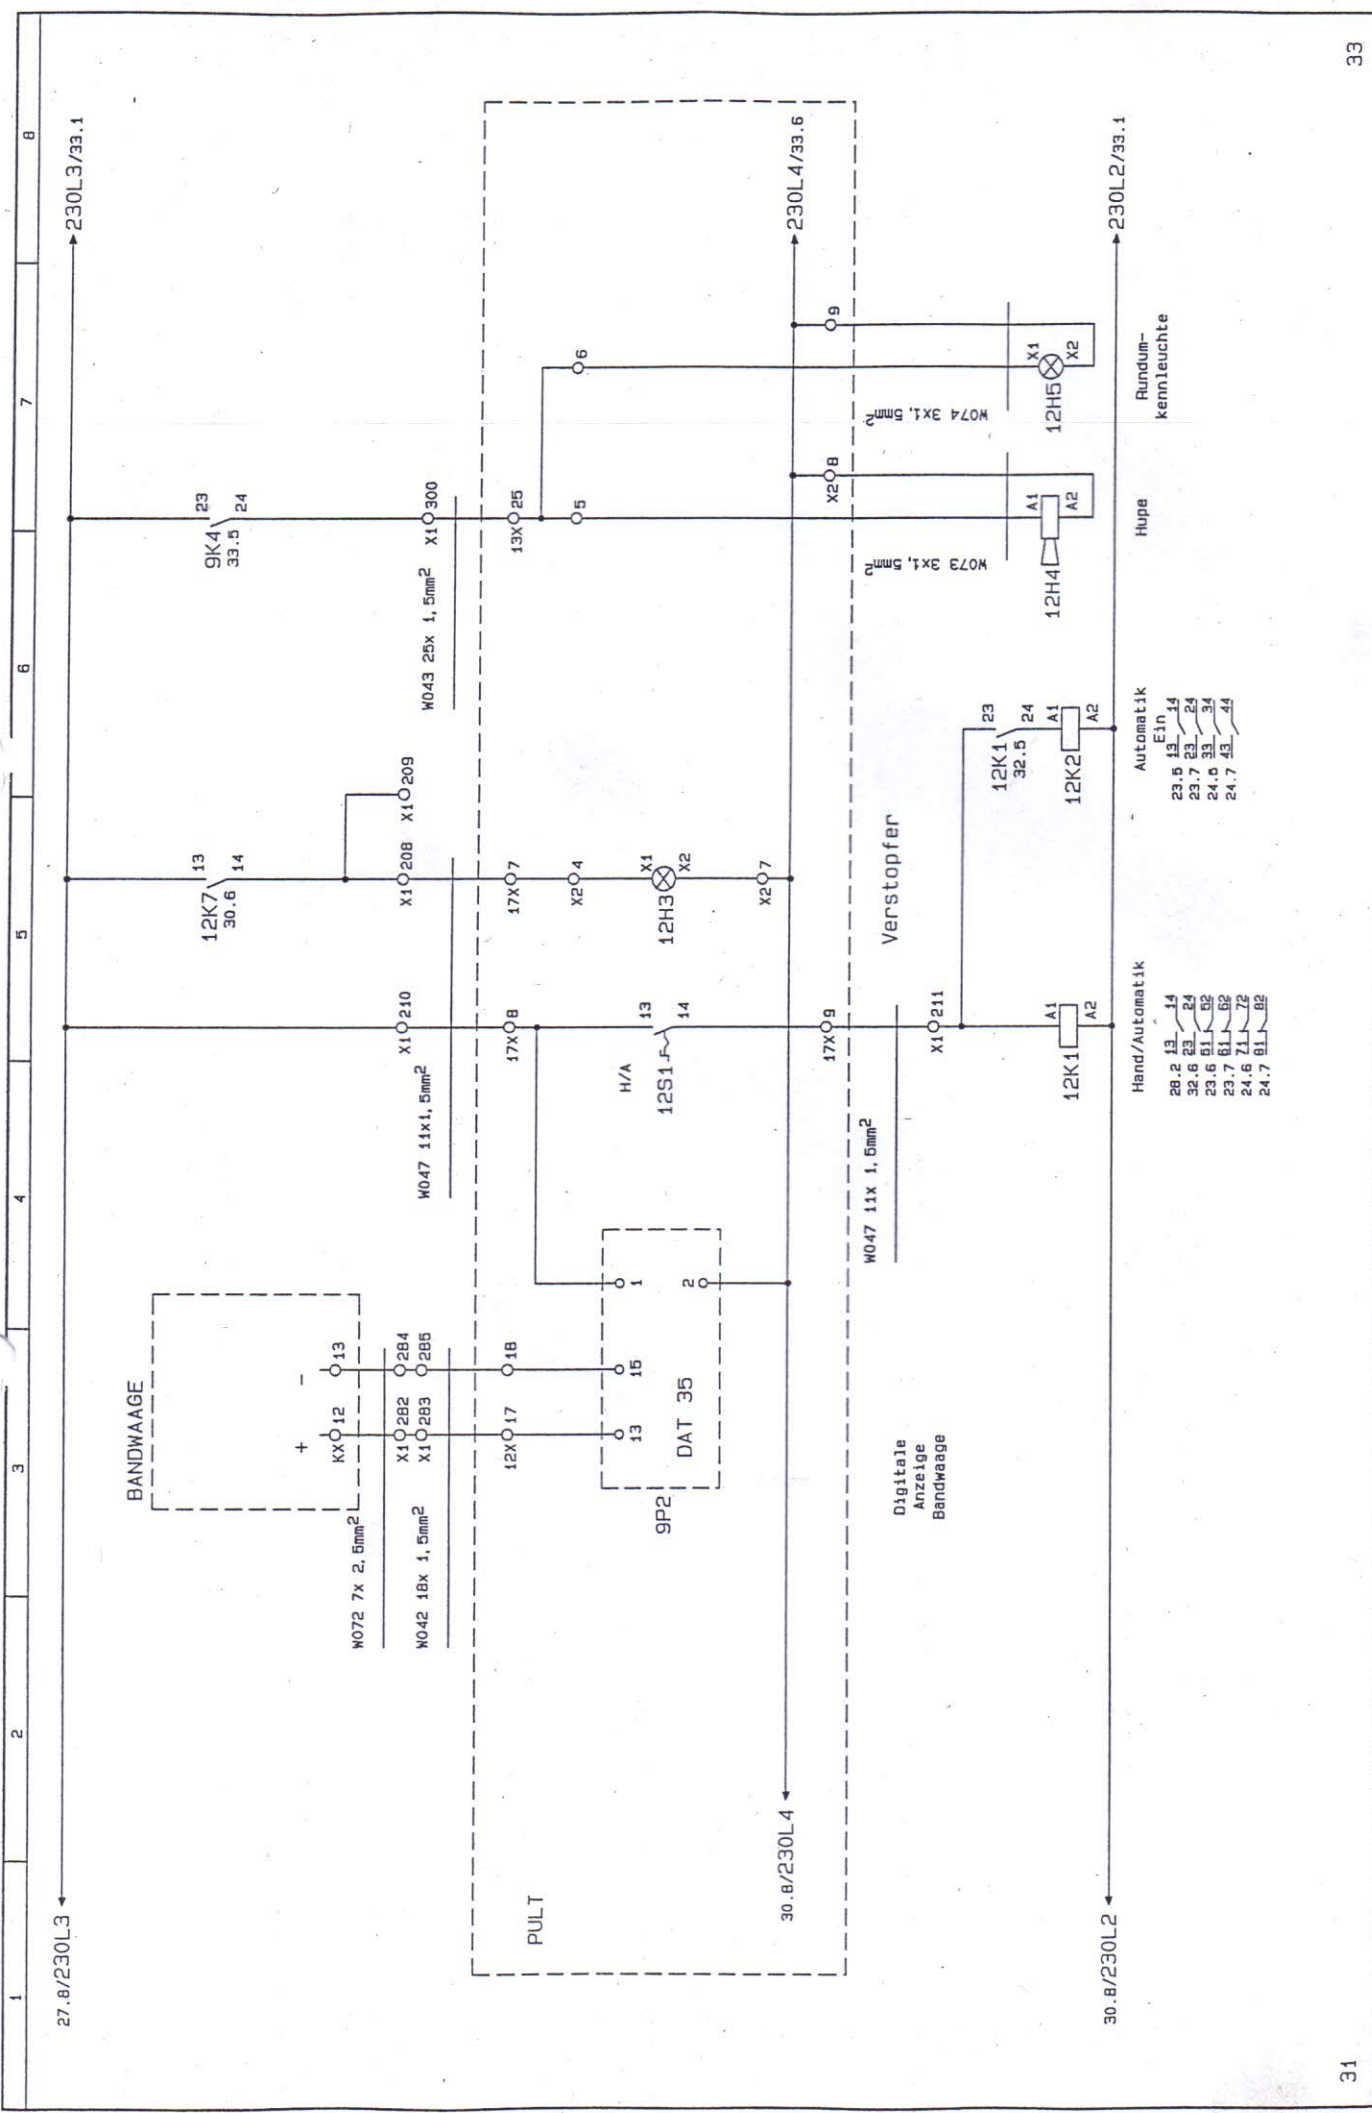 1
2
3
4
5
6
7
8
27.8/230L3
230L3/33.1
BANDWAAGE
+
-
KX 12
13
W072 7x 2,5mm²
X1 282
284
X1 283
285
W042 18x 1,5mm²
12X 17
18
13
15
1
2
DAT 35
9P2
Digitale
Anzeige
Bandwaage
PULT
30.8/230L4
230L4/33.6
X1 210
W047 11x1,5mm²
17X 8
H/A
12S1
13
14
17X 9
W047 11x 1,5mm²
X1 211
12K1
A1
A2
Hand/Automatik
28.2 13 14
32.6 23 24
23.6 51 52
23.7 61 62
24.6 71 72
24.7 81 82
12K7
30.6
13
14
X1 208
X1 209
17X 7
X2 4
12H3
X1
X2
X2 7
Verstopfer
12K1
32.5
23
24
12K2
A1
A2
Automatik
Ein
23.5 13 14
23.7 23 24
24.5 33 34
24.7 43 44
9K4
33.5
23
24
X1 300
W043 25x 1,5mm²
13X 25
5
6
X2 8
9
W073 3x1,5mm²
W074 3x1,5mm²
12H4
A1
A2
Hupe
12H5
X1
X2
Rundum-
kennleuchte
30.8/230L2
230L2/33.1
31
33